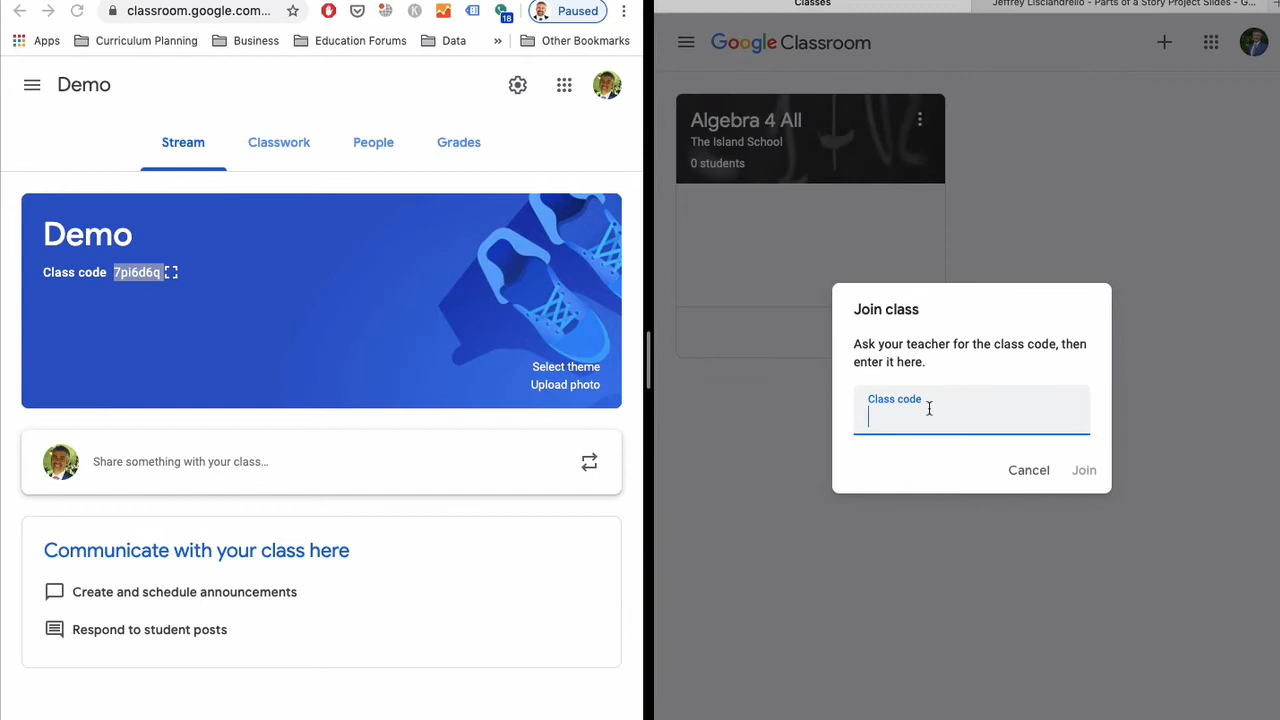 classroom.google.com...
18
Paused
Apps
Curriculum Planning
Business
Education Forums
Data
»
Other Bookmarks
Demo
Stream
Classwork
People
Grades
Demo
Class code 7pi6d6q
Select theme
Upload photo
Share something with your class...
Communicate with your class here
Create and schedule announcements
Respond to student posts
Classes
Jeffrey Lisciandrello - Parts of a Story Project Slides - G...
Google Classroom
Algebra 4 All
The Island School
0 students
Join class
Ask your teacher for the class code, then
enter it here.
Class code
Cancel
Join